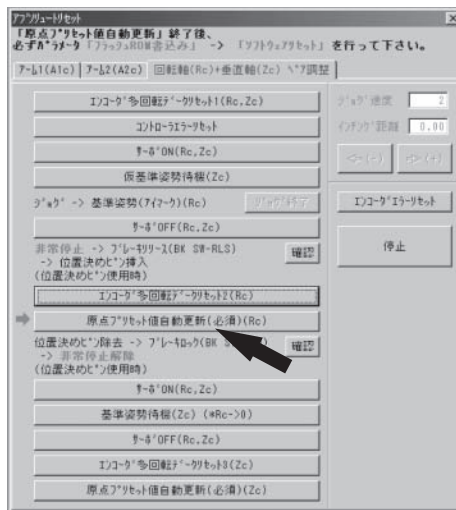 アブソリュートリセット
「原点プリセット値自動更新」終了後、
必ずパラメータ「フラッシュROM書込み」 -> 「ソフトウェアリセット」を行って下さい。
アーム1(A1c)
アーム2(A2c)
回転軸(Rc)+垂直軸(Zc) ペア調整
エンコーダ多回転データリセット1(Rc,Zc)
コントローラエラーリセット
サーボON(Rc,Zc)
仮基準姿勢待機(Zc)
ジョグ -> 基準姿勢(アイマーク)(Rc)
ジョグ終了
サーボOFF(Rc,Zc)
非常停止 -> ブレーキリリース(BK SW-RLS)
-> 位置決めピン挿入
(位置決めピン使用時)
確認
エンコーダ多回転データリセット2(Rc)
原点プリセット値自動更新(必須)(Rc)
位置決めピン除去 -> ブレーキロック(BK S
-> 非常停止解除
(位置決めピン使用時)
確認
サーボON(Rc,Zc)
基準姿勢待機(Zc) (*Rc->0)
サーボOFF(Rc,Zc)
エンコーダ多回転データリセット3(Zc)
原点プリセット値自動更新(必須)(Zc)
ジョグ速度 2
インチング距離 0.00
<-(-)
->(+)
エンコーダエラーリセット
停止